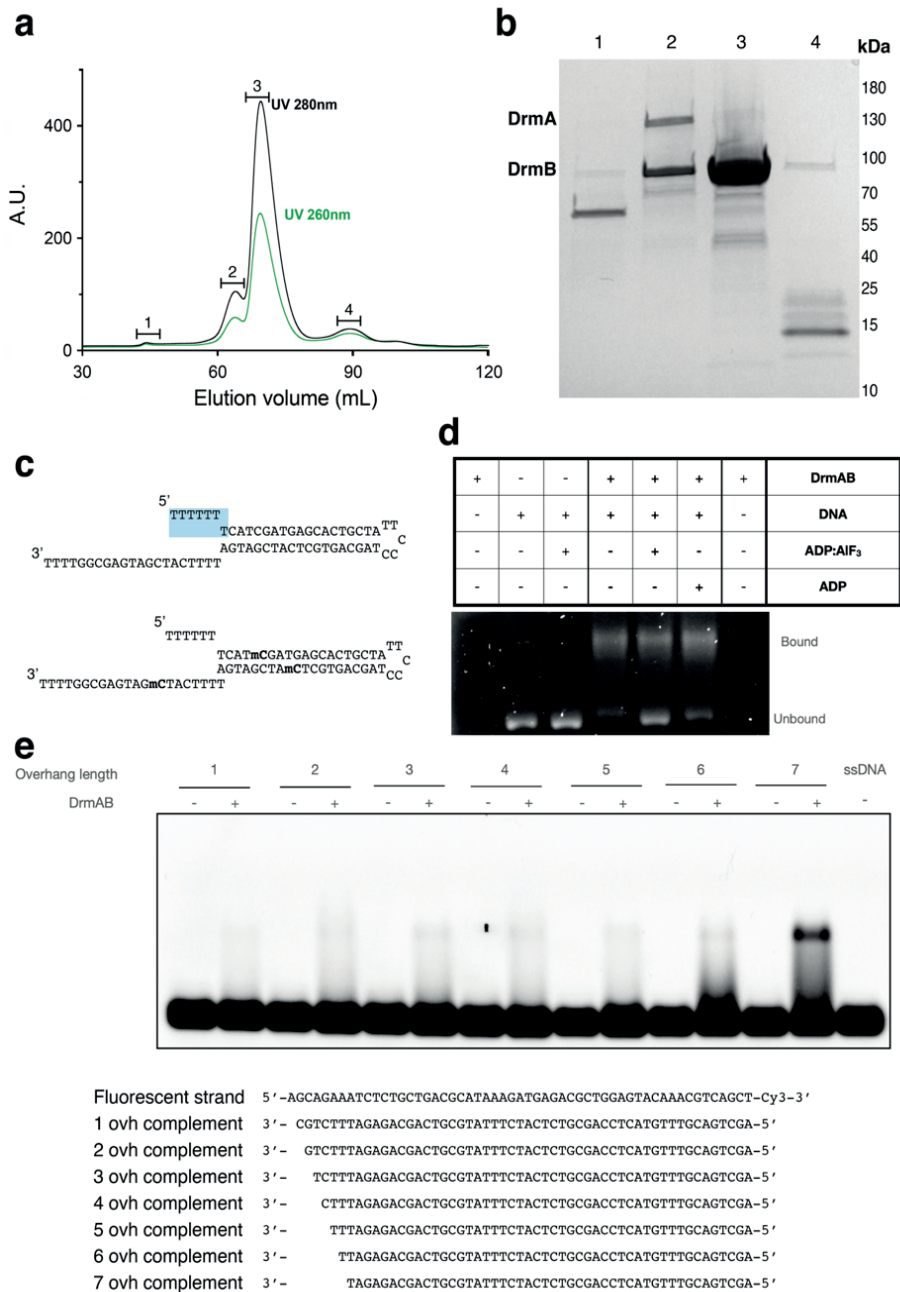 a
UV 280nm
UV 260nm
A.U.
400
200
0
1
2
3
4
30
60
90
120
Elution volume (mL)
b
1
2
3
4
kDa
DrmA
DrmB
180
130
100
70
55
40
35
25
15
10
c
5'
TTTTTT
TCATCGATGAGCACTGCTA
TT
C
AGTAGCTACTCGTGACGAT
CC
3'
TTTTGGCGAGTAGCTACTTTT
5'
TTTTTT
TCATmCGATGAGCACTGCTA
TT
C
AGTAGCTAmCTCGTGACGAT
CC
3'
TTTTGGCGAGTAGmCTACTTTT
d
+ - - + + + + DrmAB
- + + + + + - DNA
- - + - + - - ADP:AlF3
- - - - - + - ADP
Bound
Unbound
e
Overhang length
1 2 3 4 5 6 7 ssDNA
DrmAB - + - + - + - + - + - + - + -
Fluorescent strand 5'-AGCAGAAATCTCTGCTGACGCATAAAGATGAGACGCTGGAGTACAAACGTCAGCT-Cy3-3'
1 ovh complement 3'- CGTCTTTAGAGACGACTGCGTATTTCTACTCTGCGACCTCATGTTTGCAGTCGA-5'
2 ovh complement 3'- GTCTTTAGAGACGACTGCGTATTTCTACTCTGCGACCTCATGTTTGCAGTCGA-5'
3 ovh complement 3'- TCTTTAGAGACGACTGCGTATTTCTACTCTGCGACCTCATGTTTGCAGTCGA-5'
4 ovh complement 3'- CTTTAGAGACGACTGCGTATTTCTACTCTGCGACCTCATGTTTGCAGTCGA-5'
5 ovh complement 3'- TTTAGAGACGACTGCGTATTTCTACTCTGCGACCTCATGTTTGCAGTCGA-5'
6 ovh complement 3'- TTAGAGACGACTGCGTATTTCTACTCTGCGACCTCATGTTTGCAGTCGA-5'
7 ovh complement 3'- TAGAGACGACTGCGTATTTCTACTCTGCGACCTCATGTTTGCAGTCGA-5'